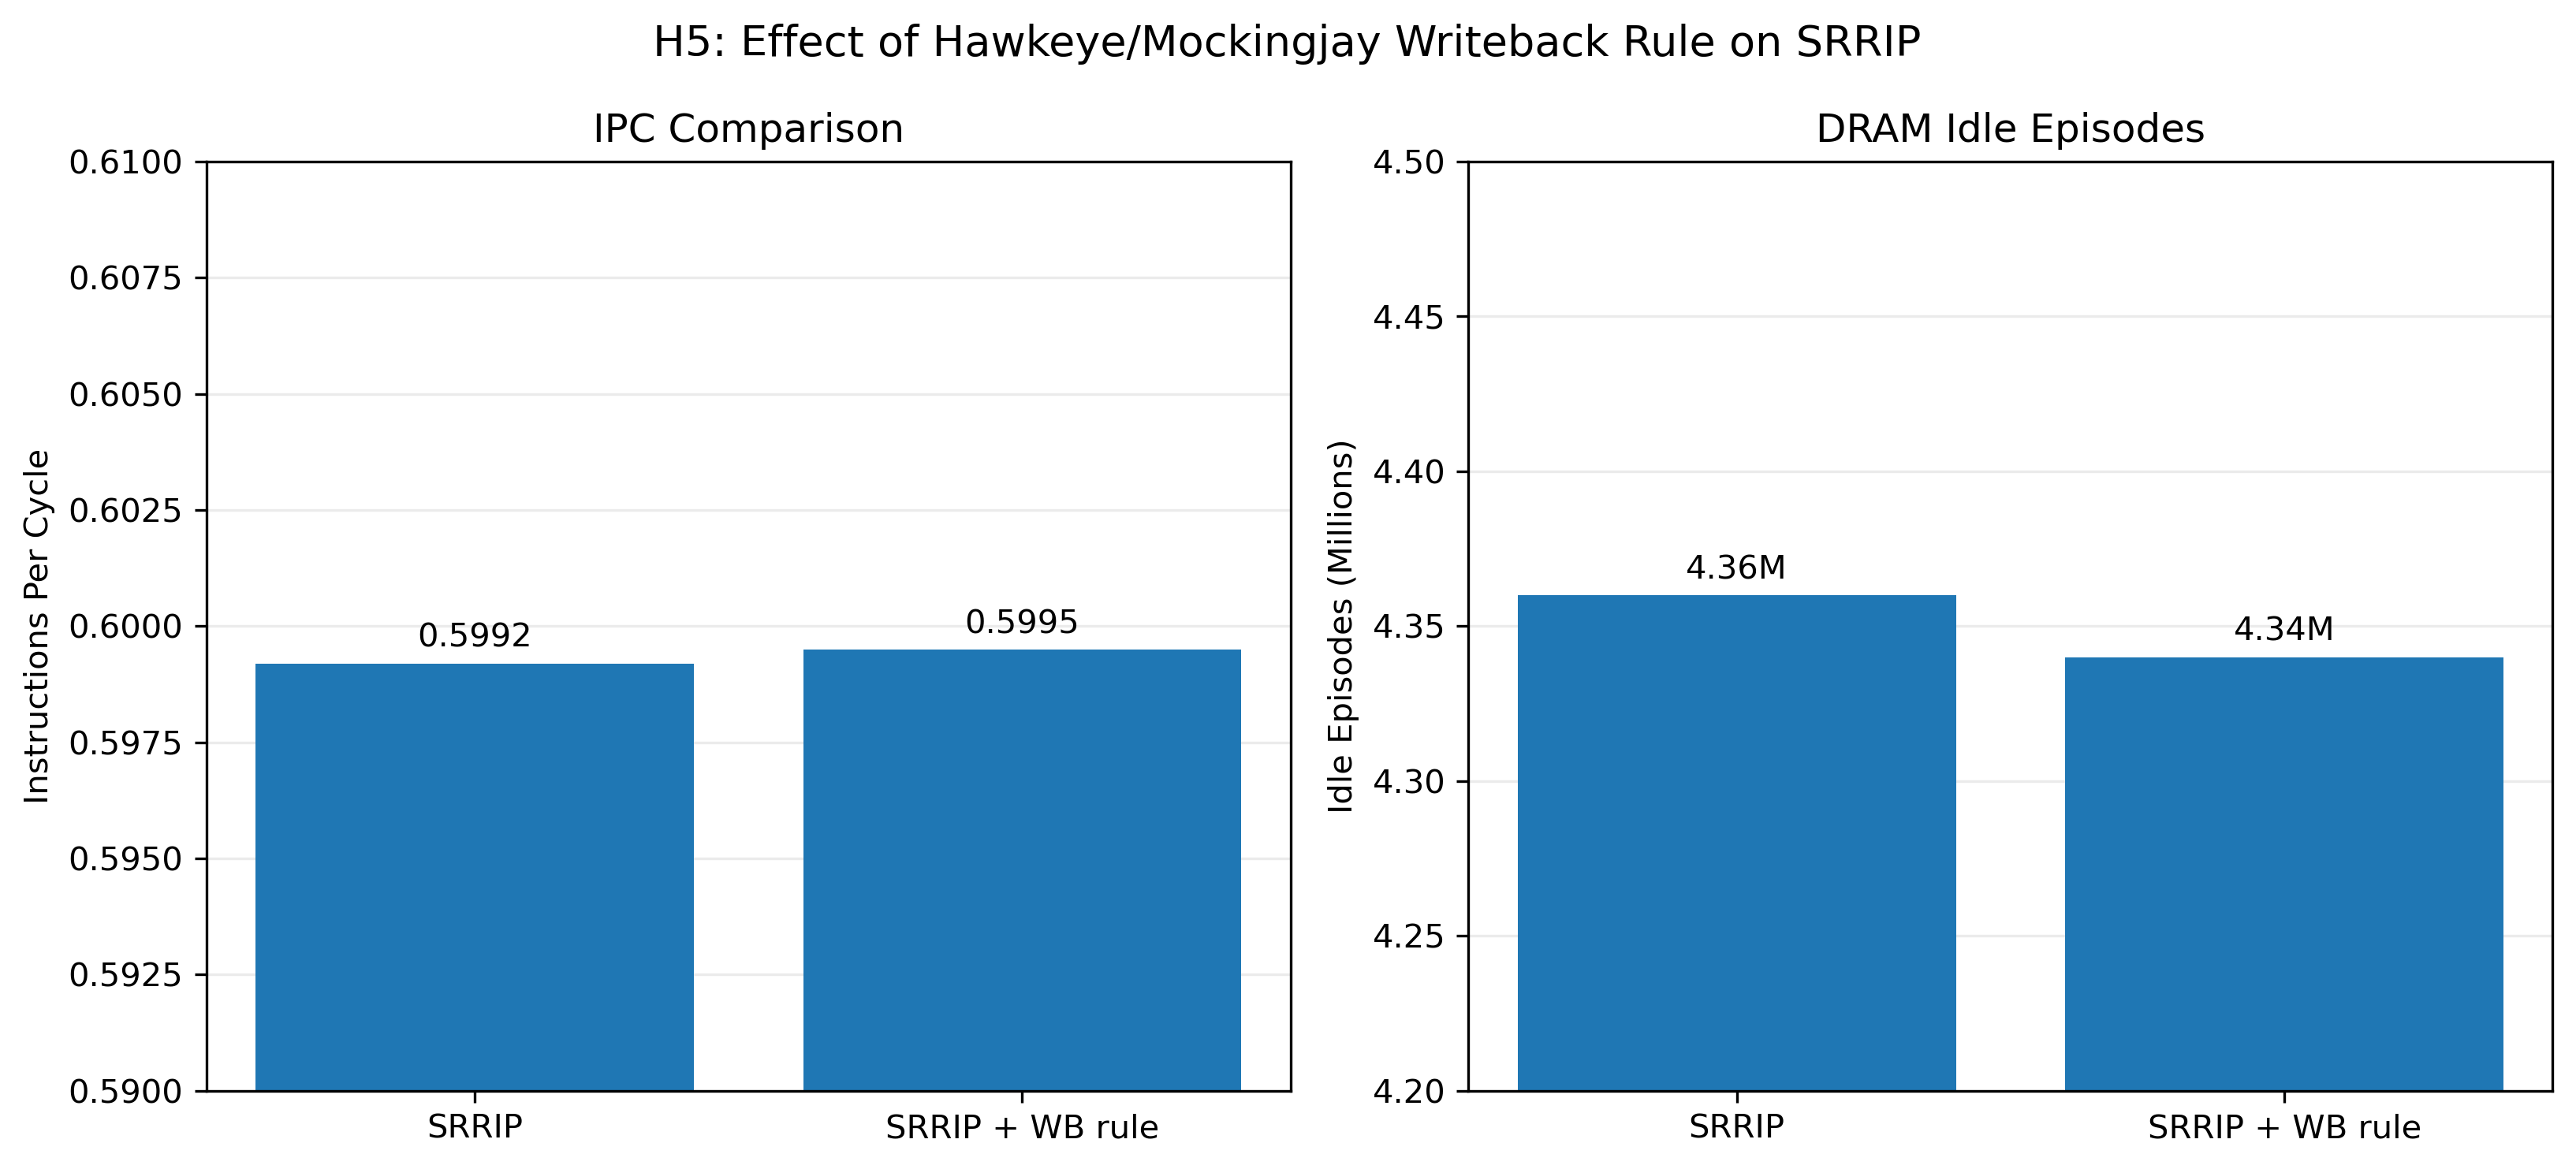 H5: Effect of Hawkeye/Mockingjay Writeback Rule on SRRIP
IPC Comparison
Instructions Per Cycle
0.6100
0.6075
0.6050
0.6025
0.6000
0.5975
0.5950
0.5925
0.5900
0.5992
0.5995
SRRIP
SRRIP + WB rule
DRAM Idle Episodes
Idle Episodes (Millions)
4.50
4.45
4.40
4.35
4.30
4.25
4.20
4.36M
4.34M
SRRIP
SRRIP + WB rule